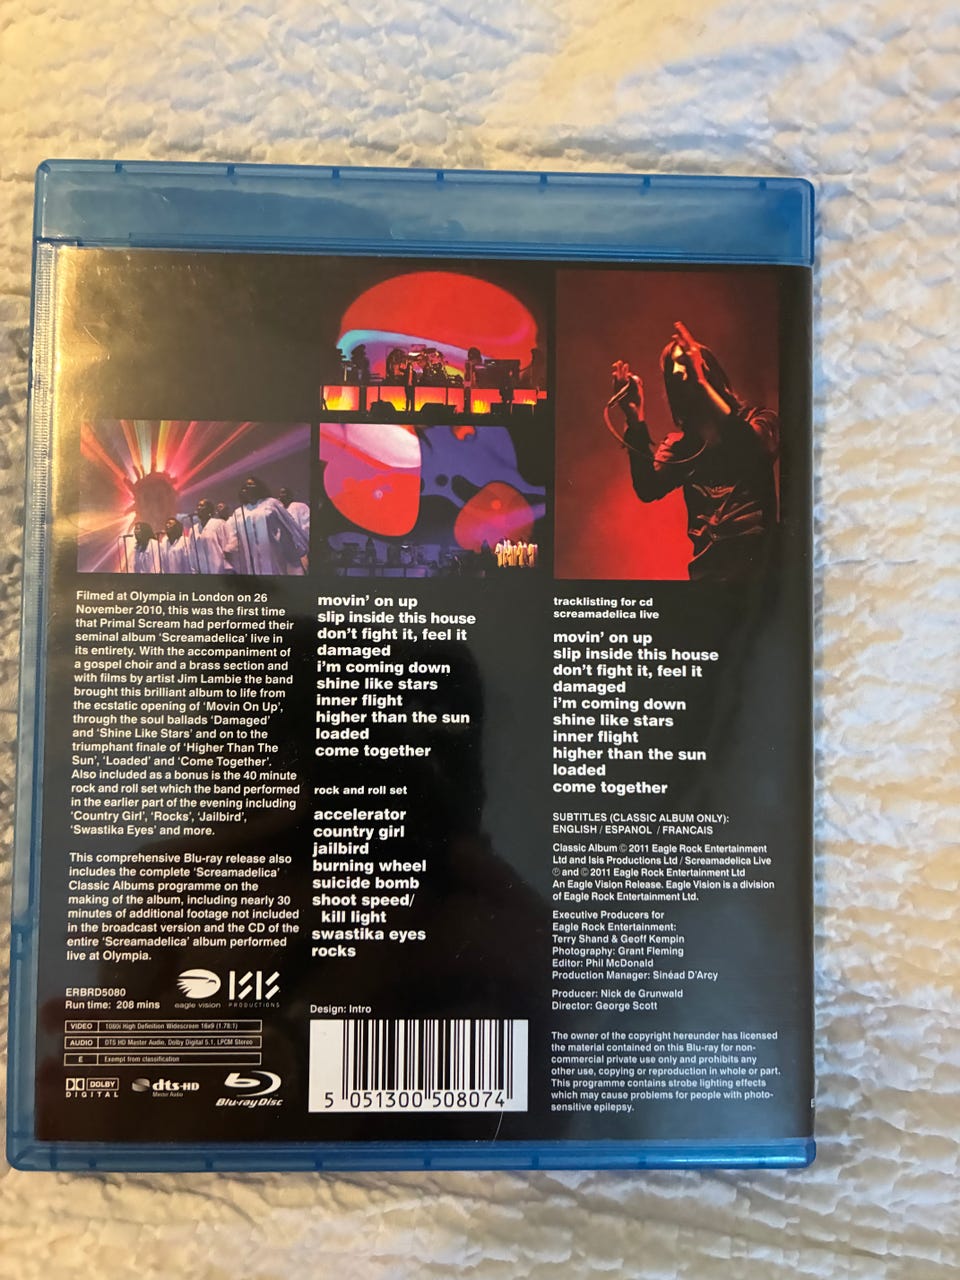 Filmed at Olympia in London on 26
November 2010, this was the first time
that Primal Scream had performed their
seminal album ‘Screamadelica’ live in
its entirety. With the accompaniment of
a gospel choir and a brass section and
with films by artist Jim Lambie the band
brought this brilliant album to life from
the ecstatic opening of ‘Movin On Up’,
through the soul ballads ‘Damaged’
and ‘Shine Like Stars’ and on to the
triumphant finale of ‘Higher Than The
Sun’, ‘Loaded’ and ‘Come Together’.
Also included as a bonus is the 40 minute
rock and roll set which the band performed
in the earlier part of the evening including
‘Country Girl’, ‘Rocks’, ‘Jailbird’,
‘Swastika Eyes’ and more.
This comprehensive Blu-ray release also
includes the complete ‘Screamadelica’
Classic Albums programme on the
making of the album, including nearly 30
minutes of additional footage not included
in the broadcast version and the CD of the
entire ‘Screamadelica’ album performed
live at Olympia.
ERBRD5080
Run time: 208 mins
eagle vision
ISIS
PRODUCTIONS
VIDEO 1080i High Definition Widescreen 16x9 (1.78:1)
AUDIO DTS HD Master Audio, Dolby Digital 5.1, LPCM Stereo
E Exempt from classification
DOLBY
DIGITAL
dts-HD
Master Audio
Blu-ray Disc
movin’ on up
slip inside this house
don’t fight it, feel it
damaged
i’m coming down
shine like stars
inner flight
higher than the sun
loaded
come together
rock and roll set
accelerator
country girl
jailbird
burning wheel
suicide bomb
shoot speed/
kill light
swastika eyes
rocks
Design: Intro
5 051300 508074
tracklisting for cd
screamadelica live
movin’ on up
slip inside this house
don’t fight it, feel it
damaged
i’m coming down
shine like stars
inner flight
higher than the sun
loaded
come together
SUBTITLES (CLASSIC ALBUM ONLY):
ENGLISH / ESPANOL / FRANCAIS
Classic Album © 2011 Eagle Rock Entertainment
Ltd and Isis Productions Ltd / Screamadelica Live
℗ and © 2011 Eagle Rock Entertainment Ltd
An Eagle Vision Release. Eagle Vision is a division
of Eagle Rock Entertainment Ltd.
Executive Producers for
Eagle Rock Entertainment:
Terry Shand & Geoff Kempin
Photography: Grant Fleming
Editor: Phil McDonald
Production Manager: Sinéad D’Arcy
Producer: Nick de Grunwald
Director: George Scott
The owner of the copyright hereunder has licensed
the material contained on this Blu-ray for non-
commercial private use only and prohibits any
other use, copying or reproduction in whole or part.
This programme contains strobe lighting effects
which may cause problems for people with photo-
sensitive epilepsy.